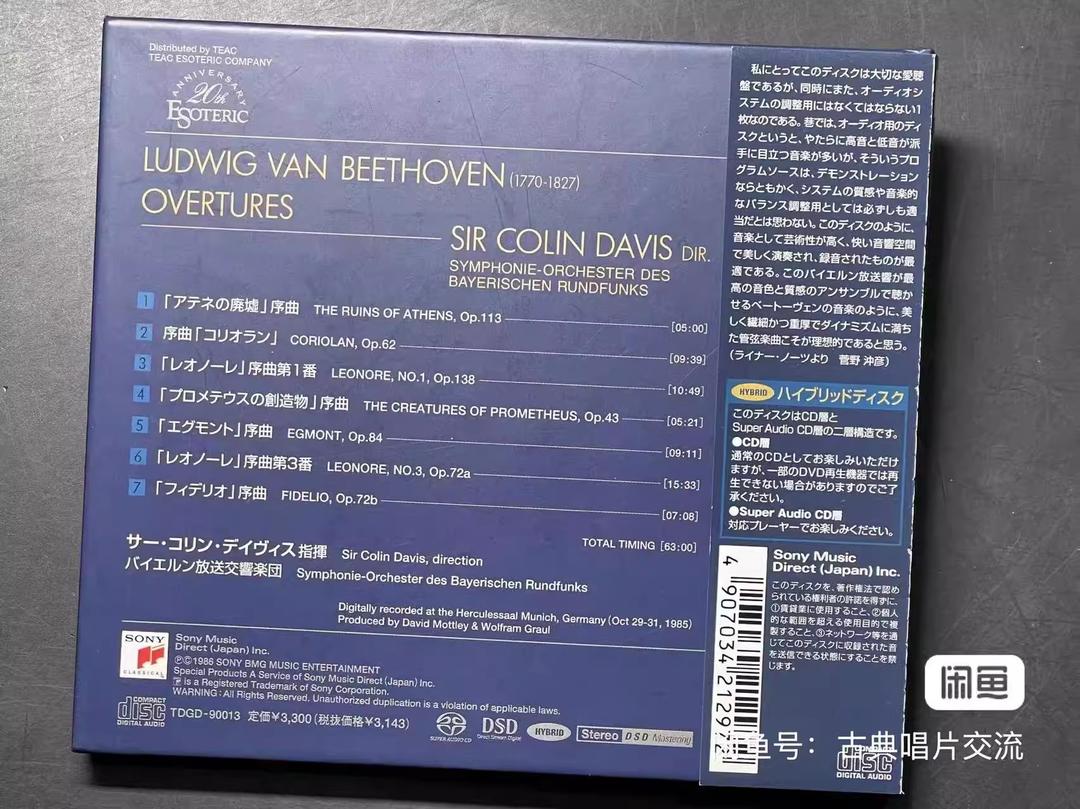 Distributed by TEAC
TEAC ESOTERIC COMPANY
ANNIVERSARY
20th
ESOTERIC
LUDWIG VAN BEETHOVEN (1770-1827)
OVERTURES
SIR COLIN DAVIS DIR.
SYMPHONIE-ORCHESTER DES
BAYERISCHEN RUNDFUNKS
1 「アテネの廃墟」序曲 THE RUINS OF ATHENS, Op.113 [05:00]
2 序曲「コリオラン」 CORIOLAN, Op.62 [09:39]
3 「レオノーレ」序曲第1番 LEONORE, NO.1, Op.138 [10:49]
4 「プロメテウスの創造物」序曲 THE CREATURES OF PROMETHEUS, Op.43 [05:21]
5 「エグモント」序曲 EGMONT, Op.84 [09:11]
6 「レオノーレ」序曲第3番 LEONORE, NO.3, Op.72a [15:33]
7 「フィデリオ」序曲 FIDELIO, Op.72b [07:08]
TOTAL TIMING [63:00]
サー・コリン・デイヴィス指揮 Sir Colin Davis, direction
バイエルン放送交響楽団 Symphonie-Orchester des Bayerischen Rundfunks
Digitally recorded at the Herculessaal Munich, Germany (Oct 29-31, 1985)
Produced by David Mottley & Wolfram Graul
SONY
CLASSICAL
Sony Music
Direct (Japan) Inc.
Ⓟ©1986 SONY BMG MUSIC ENTERTAINMENT
Special Products A Service of Sony Music Direct (Japan) Inc.
is a Registered Trademark of Sony Corporation.
WARNING: All Rights Reserved. Unauthorized duplication is a violation of applicable laws.
COMPACT
disc
DIGITAL AUDIO
TDGD-90013 定価¥3,300 (税抜価格¥3,143)
SUPER AUDIO CD
DSD
Direct Stream Digital
HYBRID
Stereo DSD Mastering
私にとってこのディスクは大切な愛聴
盤であるが、同時にまた、オーディオシ
ステムの調整用にはなくてはならない1
枚なのである。巷では、オーディオ用のディ
スクというと、やたらに高音と低音が派
手に目立つ音楽が多いが、そういうプロ
グラムソースは、デモンストレーション
ならともかく、システムの質感や音楽的
なバランス調整用としては必ずしも適
当だとは思わない。このディスクのように、
音楽として芸術性が高く、快い音響空間
で美しく演奏され、録音されたものが最
適である。このバイエルン放送響が最
高の音色と質感のアンサンブルで聴か
せるベートーヴェンの音楽のように、美
しく繊細かつ重厚でダイナミズムに満ち
た管弦楽曲こそが理想的であると思う。
(ライナー・ノーツより 菅野 沖彦)
HYBRID ハイブリッドディスク
このディスクはCD層と
Super Audio CD層の二層構造です。
●CD層
通常のCDとしてお楽しみいただけ
ますが、一部のDVD再生機器では再
生できない場合がありますのでご了
承ください。
●Super Audio CD層
対応プレーヤーでお楽しみください。
Sony Music
Direct (Japan) Inc.
このディスクを、著作権法で認め
られている権利者の許諾を得ずに、
①賃貸業に使用すること、②個人
的な範囲を超える使用目的で複
製すること、③ネットワーク等を通
じてこのディスクに収録された音
を送信できる状態にすることを禁
じます。
4 907034 212972
disc
DIGITAL AUDIO
闲鱼
鱼号：古典唱片交流